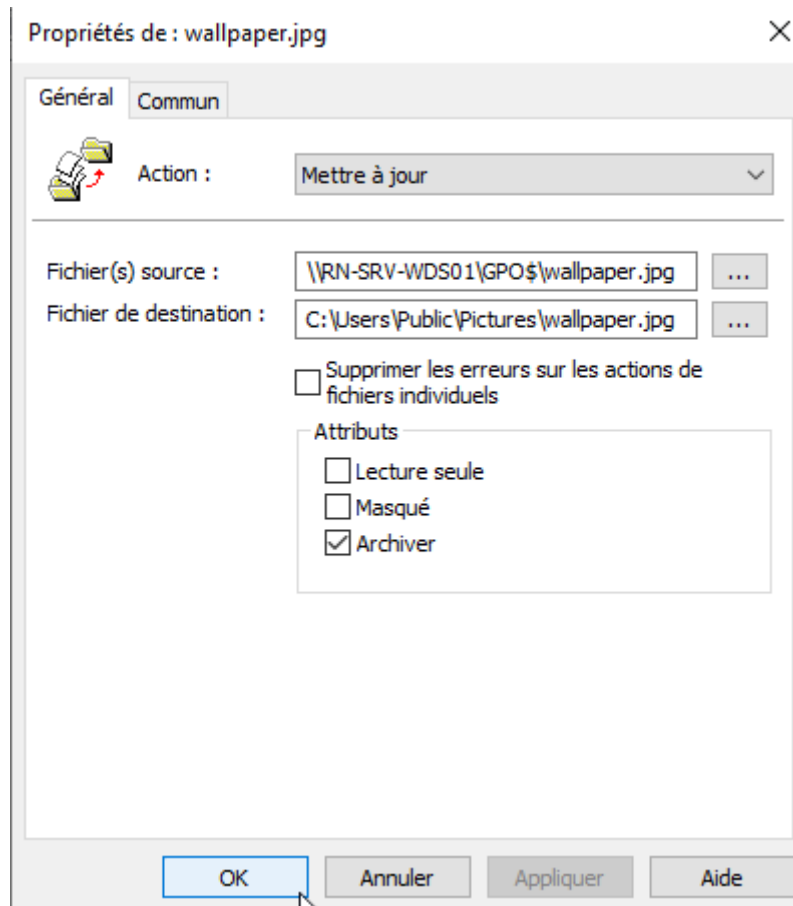 Propriétés de : wallpaper.jpg
Général
Commun
Action :
Mettre à jour
Fichier(s) source :
\\RN-SRV-WDS01\GPO$\wallpaper.jpg
...
Fichier de destination :
C:\Users\Public\Pictures\wallpaper.jpg
...
Supprimer les erreurs sur les actions de
fichiers individuels
Attributs
Lecture seule
Masqué
Archiver
OK
Annuler
Appliquer
Aide